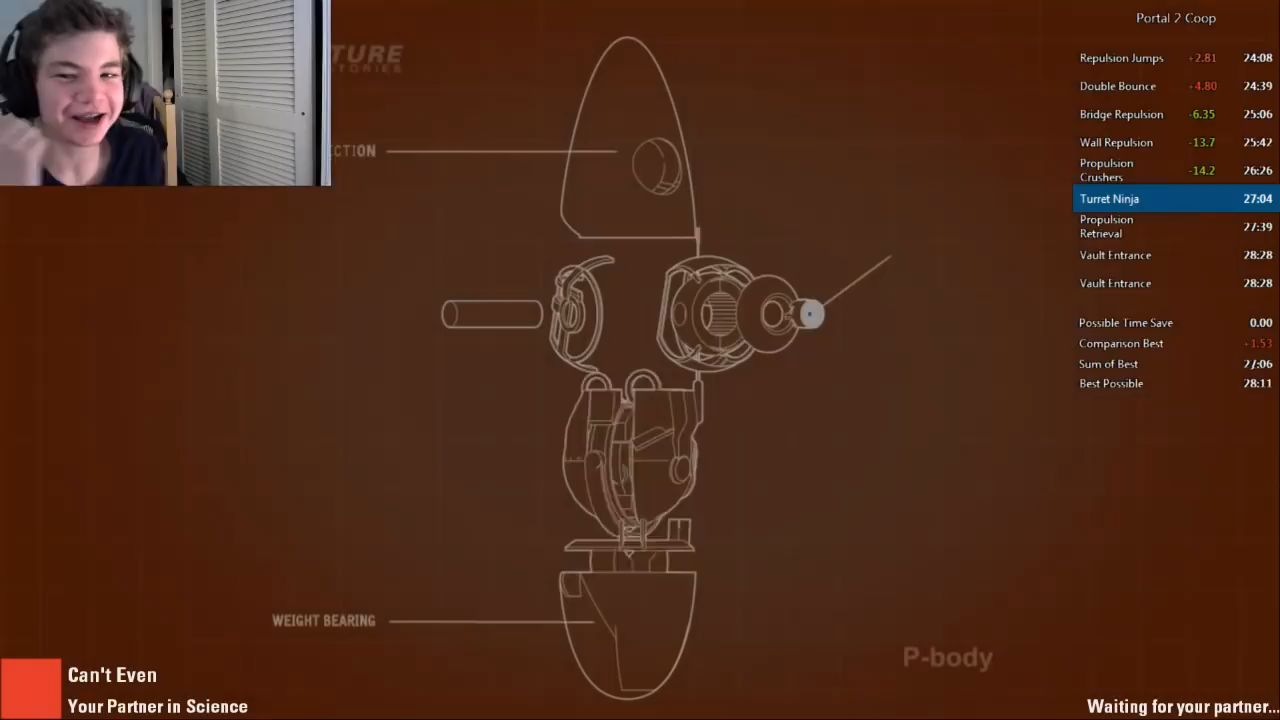 TURE
CTION
WEIGHT BEARING
P-body
Can't Even
Your Partner in Science
Waiting for your partner...
Portal 2 Coop
Repulsion Jumps +2.81 24:08
Double Bounce +4.80 24:39
Bridge Repulsion -6.35 25:06
Wall Repulsion -13.7 25:42
Propulsion
Crushers -14.2 26:26
Turret Ninja 27:04
Propulsion
Retrieval 27:39
Vault Entrance 28:28
Vault Entrance 28:28
Possible Time Save 0.00
Comparison Best +1.53
Sum of Best 27:06
Best Possible 28:11